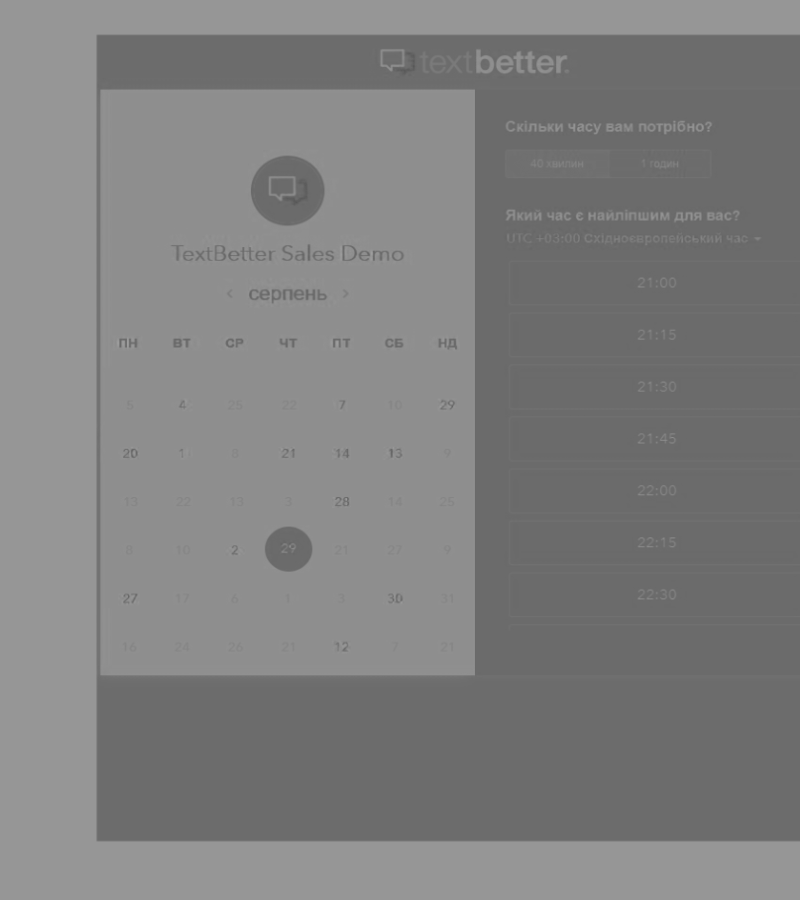 textbetter.
TextBetter Sales Demo
серпень
ПН ВТ СР ЧТ ПТ СБ НД
5 4 25 22 7 10 29
20 1 8 21 14 13 9
13 22 13 3 28 14 25
8 10 2 29 21 27 9
27 17 6 1 3 30 31
16 24 26 21 12 7 21
Скільки часу вам потрібно?
45 хвилин 1 годин
Який час є найліпшим для вас?
UTC +03:00 Східноєвропейський час
21:00
21:15
21:30
21:45
22:00
22:15
22:30